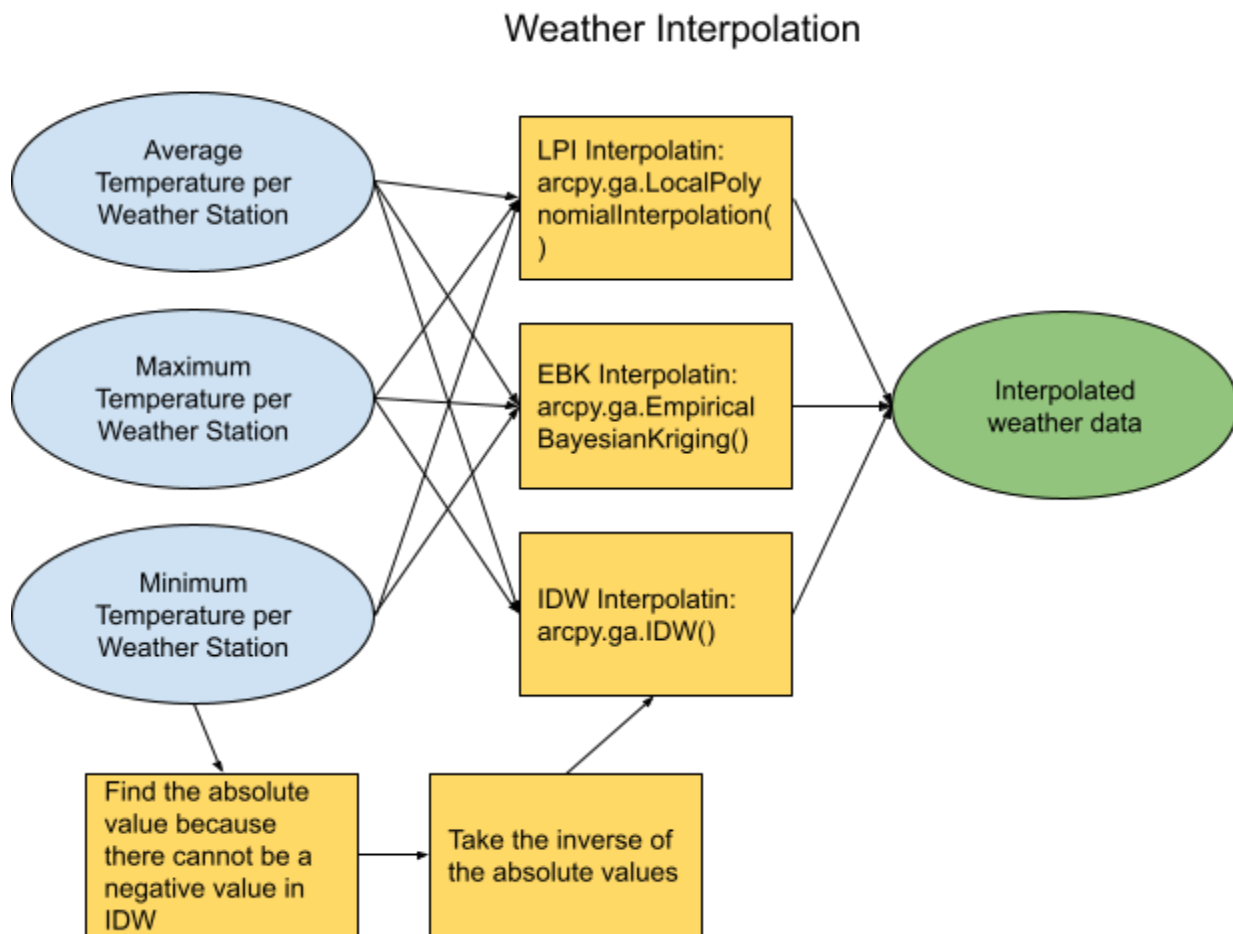 Weather Interpolation
Average
Temperature per
Weather Station
LPI Interpolatin:
arcpy.ga.LocalPoly
nomialInterpolation(
)
Maximum
Temperature per
Weather Station
EBK Interpolatin:
arcpy.ga.Empirical
BayesianKriging()
Interpolated
weather data
Minimum
Temperature per
Weather Station
IDW Interpolatin:
arcpy.ga.IDW()
Find the absolute
value because
there cannot be a
negative value in
IDW
Take the inverse of
the absolute values